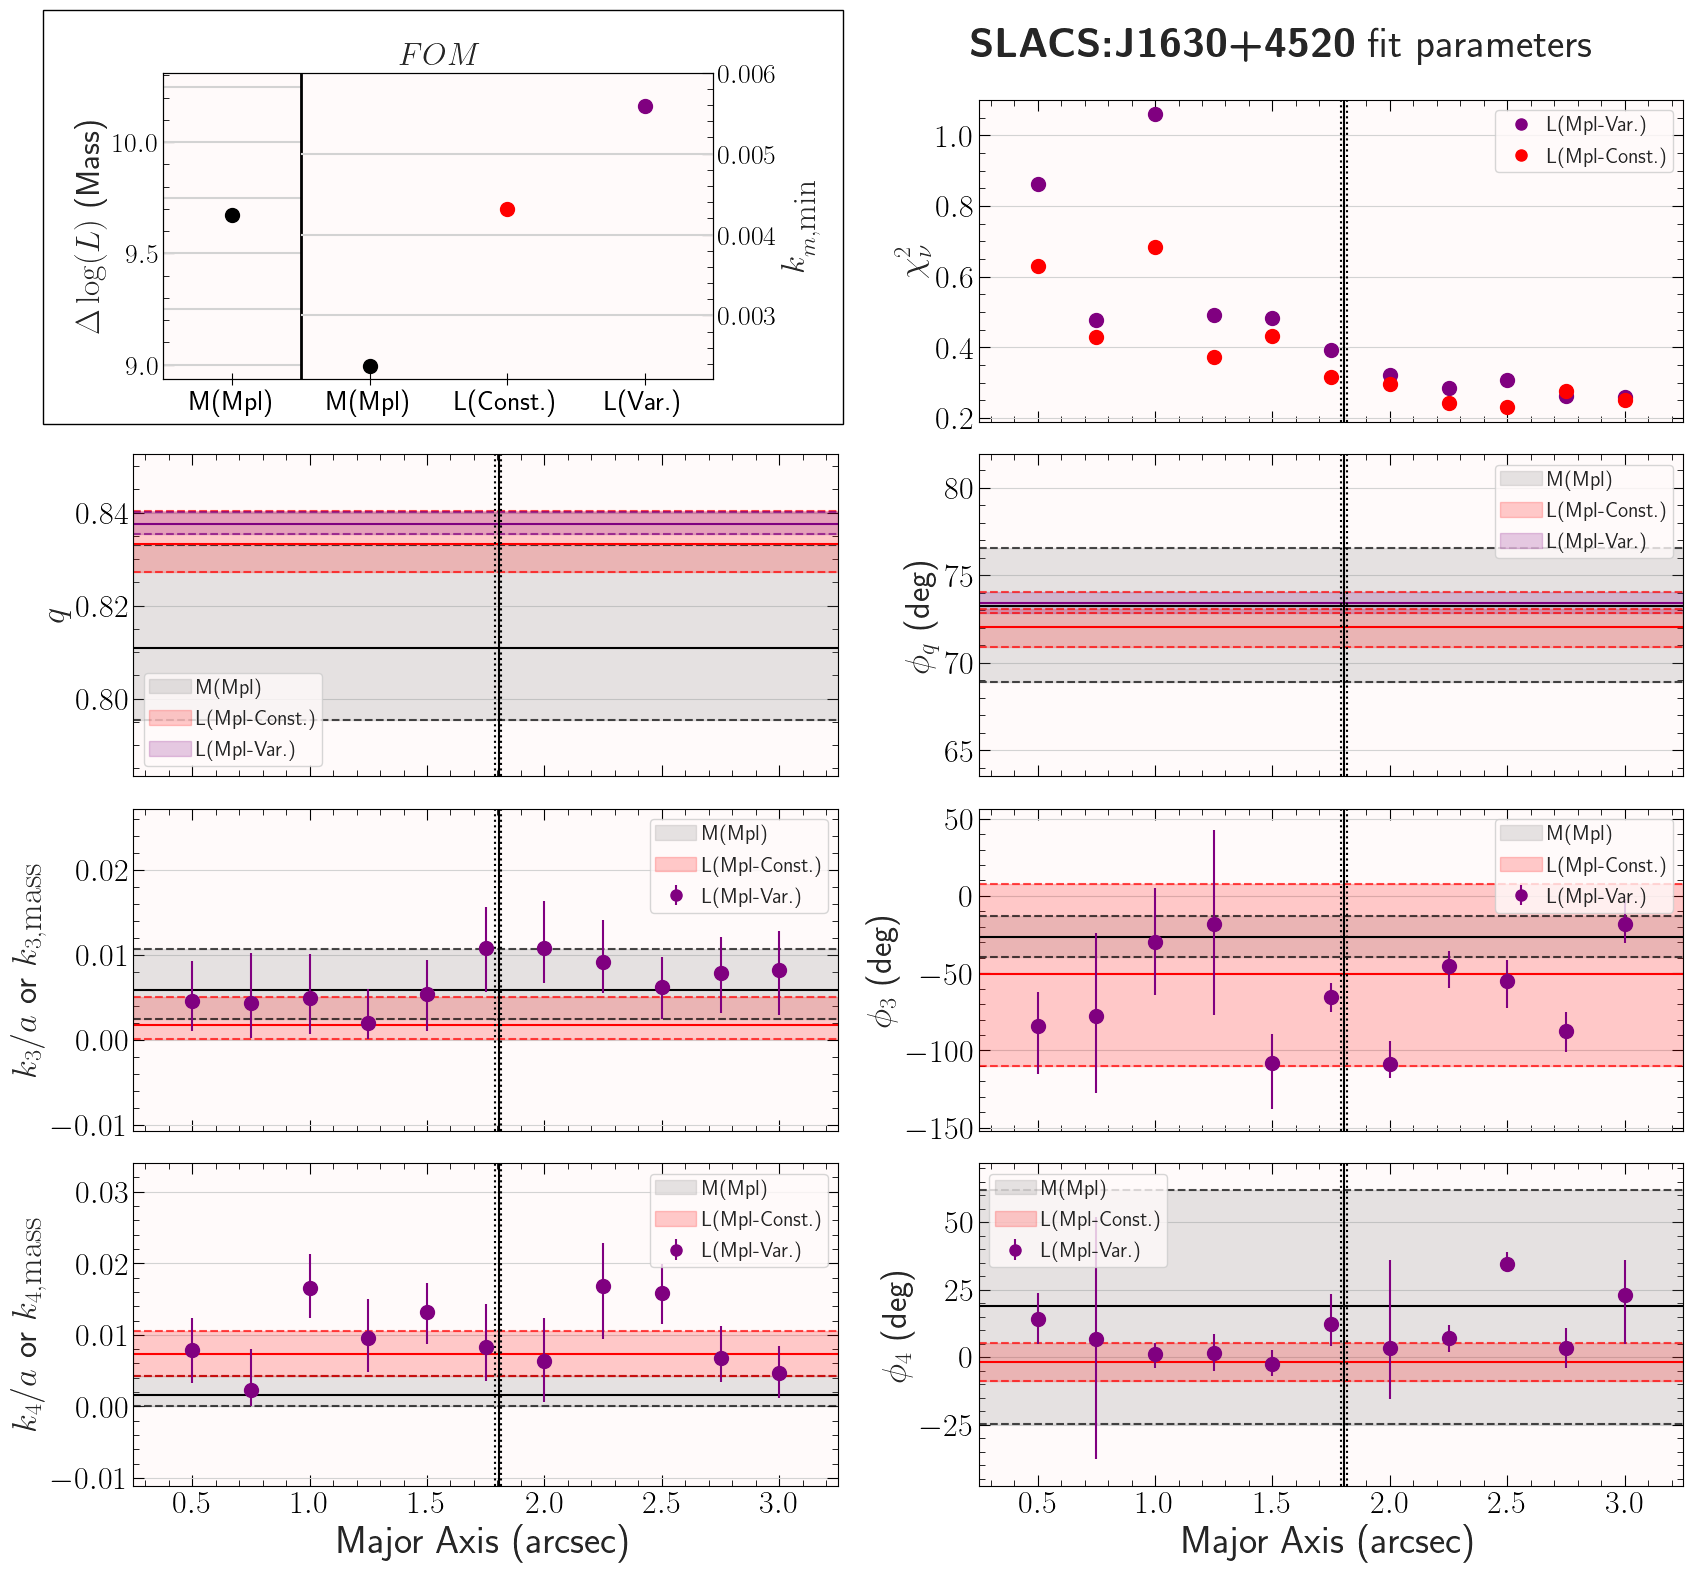 SLACS:J1630+4520 fit parameters
FOM
Δ log(L) (Mass)
10.0
9.5
9.0
0.006
0.005
0.004
0.003
k_{m,min}
M(Mpl) M(Mpl) L(Const.) L(Var.)
χ²_ν
1.0
0.8
0.6
0.4
0.2
L(Mpl-Var.)
L(Mpl-Const.)
q
0.84
0.82
0.80
M(Mpl)
L(Mpl-Const.)
L(Mpl-Var.)
ϕ_q (deg)
80
75
70
65
M(Mpl)
L(Mpl-Const.)
L(Mpl-Var.)
k_3/a or k_{3,mass}
0.02
0.01
0.00
−0.01
M(Mpl)
L(Mpl-Const.)
L(Mpl-Var.)
ϕ_3 (deg)
50
0
−50
−100
−150
M(Mpl)
L(Mpl-Const.)
L(Mpl-Var.)
k_4/a or k_{4,mass}
0.03
0.02
0.01
0.00
−0.01
M(Mpl)
L(Mpl-Const.)
L(Mpl-Var.)
0.5 1.0 1.5 2.0 2.5 3.0
Major Axis (arcsec)
ϕ_4 (deg)
50
25
0
−25
M(Mpl)
L(Mpl-Const.)
L(Mpl-Var.)
0.5 1.0 1.5 2.0 2.5 3.0
Major Axis (arcsec)